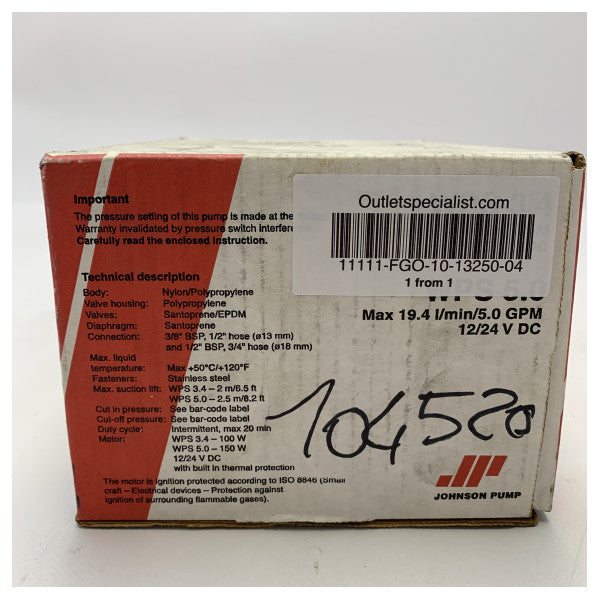 Important
The pressure setting of this pump is made at the
Warranty invalidated by pressure switch interfere
Carefully read the enclosed instruction.
Outletspecialist.com
11111-FGO-10-13250-04
1 from 1
WPS 5.0
Max 19.4 l/min/5.0 GPM
12/24 V DC
Technical description
Body: Nylon/Polypropylene
Valve housing: Polypropylene
Valves: Santoprene/EPDM
Diaphragm: Santoprene
Connection: 3/8" BSP, 1/2" hose (ø13 mm)
and 1/2" BSP, 3/4" hose (ø18 mm)
Max. liquid
temperature: Max +50°C/+120°F
Fasteners: Stainless steel
Max. suction lift: WPS 3.4 – 2 m/6.5 ft
WPS 5.0 – 2.5 m/8.2 ft
Cut in pressure: See bar-code label
Cut-off pressure: See bar-code label
Duty cycle: Intermittent, max 20 min
Motor: WPS 3.4 – 100 W
WPS 5.0 – 150 W
12/24 V DC
with built in thermal protection
The motor is ignition protected according to ISO 8846 (Small
craft – Electrical devices – Protection against
ignition of surrounding flammable gases).
104520
JOHNSON PUMP